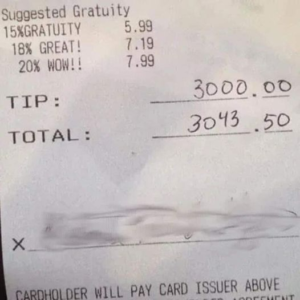 Suggested Gratuity
15%GRATUITY 5.99
18% GREAT! 7.19
20% WOW!! 7.99
TIP: 3000.00
TOTAL: 3043.50
X
CARDHOLDER WILL PAY CARD ISSUER ABOVE
AGREEMENT